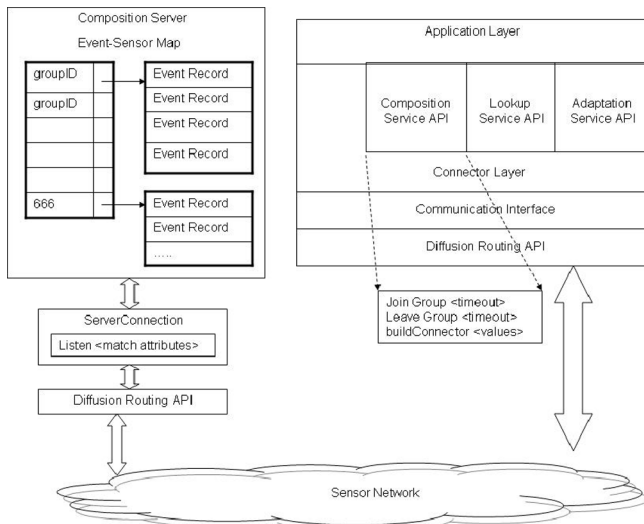 Composition Server
Event-Sensor Map
groupID
groupID
666
Event Record
Event Record
Event Record
Event Record
Event Record
Event Record
.....
ServerConnection
Listen <match attributes>
Diffusion Routing API
Application Layer
Composition
Service API
Lookup
Service API
Adaptation
Service API
Connector Layer
Communication Interface
Diffusion Routing API
Join Group <timeout>
Leave Group <timeout>
buildConnector <values>
Sensor Network